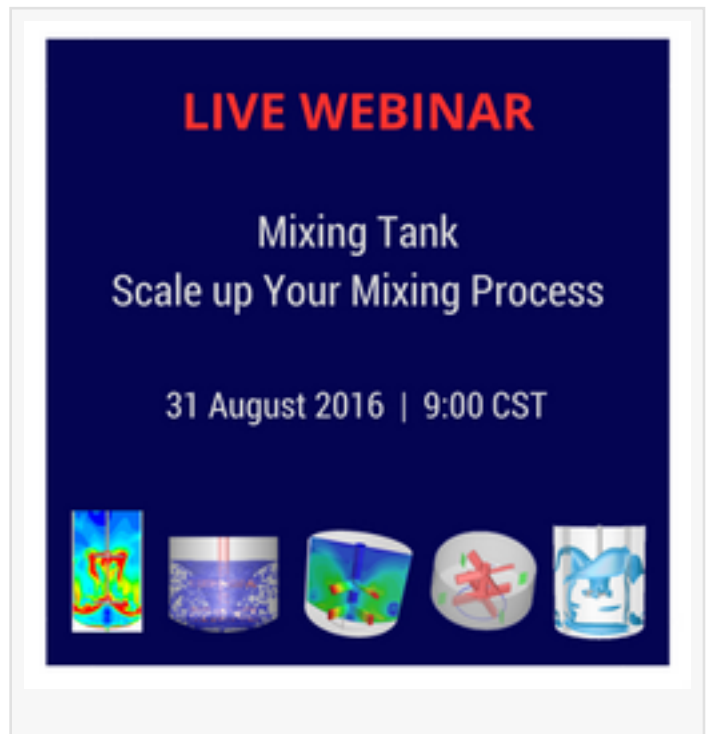 LIVE WEBINAR
Mixing Tank
Scale up Your Mixing Process
31 August 2016 | 9:00 CST